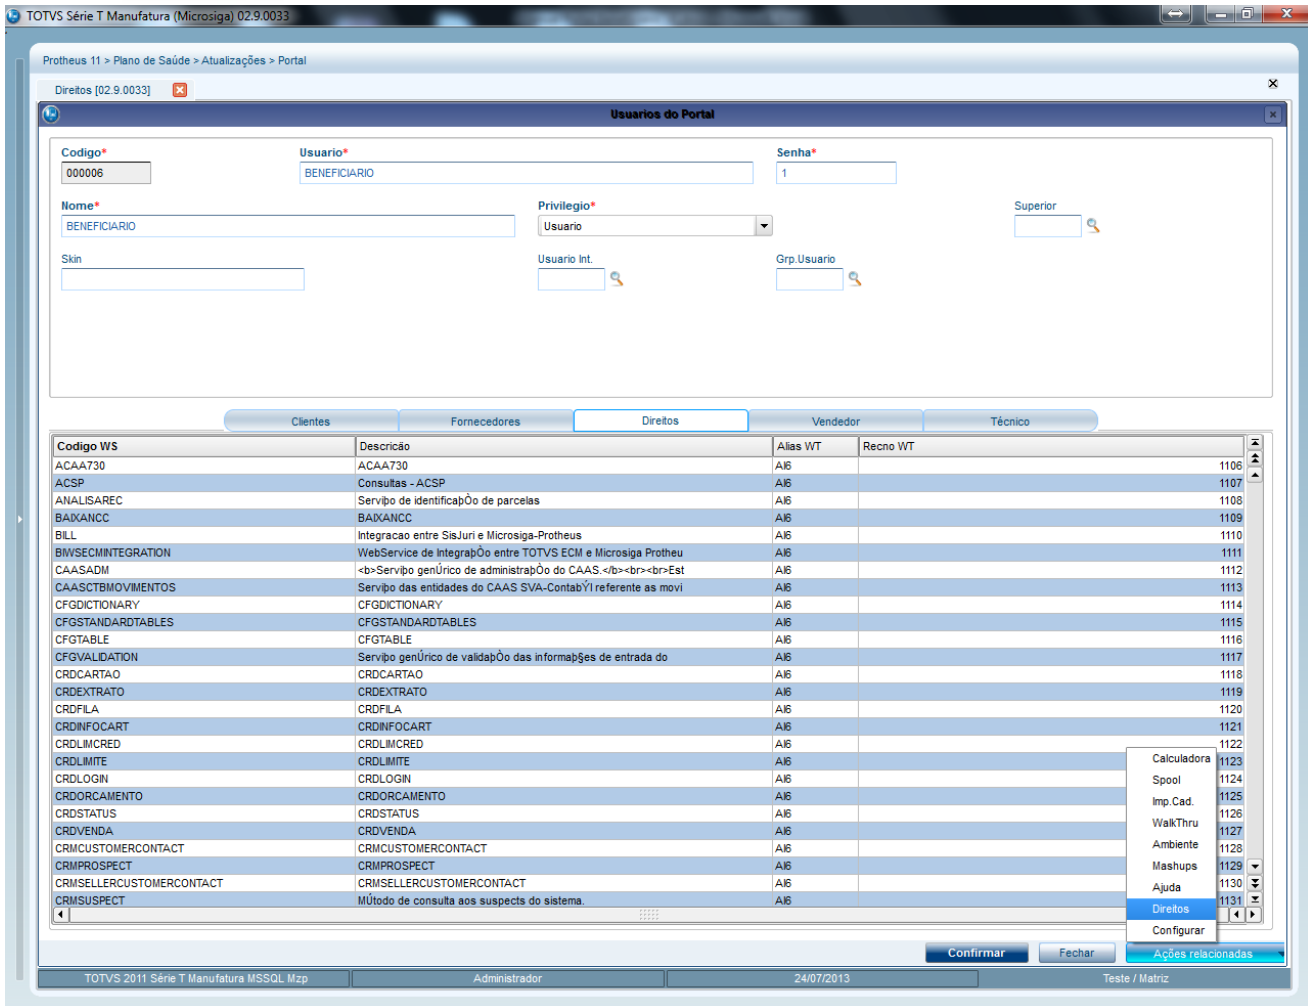 TOTVS Série T Manufatura (Microsiga) 02.9.0033
Protheus 11 > Plano de Saúde > Atualizações > Portal
Direitos [02.9.0033]
Usuarios do Portal
Codigo* Usuario* Senha*
000006 BENEFICIARIO 1
Nome* Privilegio* Superior
BENEFICIARIO Usuario
Skin Usuario Int. Grp.Usuario
Clientes Fornecedores Direitos Vendedor Técnico
Codigo WS Descricão Alias WT Recno WT
ACAA730 ACAA730 AI6 1106
ACSP Consultas - ACSP AI6 1107
ANALISAREC Serviþo de identificaþÒo de parcelas AI6 1108
BAIXANCC BAIXANCC AI6 1109
BILL Integracao entre SisJuri e Microsiga-Protheus AI6 1110
BIWSECMINTEGRATION WebService de IntegraþÒo entre TOTVS ECM e Microsiga Protheu AI6 1111
CAASADM <b>Serviþo genÚrico de administraþÒo do CAAS.</b><br><br>Est AI6 1112
CAASCTBMOVIMENTOS Serviþo das entidades do CAAS SVA-ContabÝl referente as movi AI6 1113
CFGDICTIONARY CFGDICTIONARY AI6 1114
CFGSTANDARDTABLES CFGSTANDARDTABLES AI6 1115
CFGTABLE CFGTABLE AI6 1116
CFGVALIDATION Serviþo genÚrico de validaþÒo das informaþ§es de entrada do AI6 1117
CRDCARTAO CRDCARTAO AI6 1118
CRDEXTRATO CRDEXTRATO AI6 1119
CRDFILA CRDFILA AI6 1120
CRDINFOCART CRDINFOCART AI6 1121
CRDLIMCRED CRDLIMCRED AI6 1122
CRDLIMITE CRDLIMITE AI6 1123
CRDLOGIN CRDLOGIN AI6 1124
CRDORCAMENTO CRDORCAMENTO AI6 1125
CRDSTATUS CRDSTATUS AI6 1126
CRDVENDA CRDVENDA AI6 1127
CRMCUSTOMERCONTACT CRMCUSTOMERCONTACT AI6 1128
CRMPROSPECT CRMPROSPECT AI6 1129
CRMSELLERCUSTOMERCONTACT CRMSELLERCUSTOMERCONTACT AI6 1130
CRMSUSPECT MÚtodo de consulta aos suspects do sistema. AI6 1131
Calculadora
Spool
Imp.Cad.
WalkThru
Ambiente
Mashups
Ajuda
Direitos
Configurar
Confirmar Fechar Ações relacionadas
TOTVS 2011 Série T Manufatura MSSQL Mzp Administrador 24/07/2013 Teste / Matriz